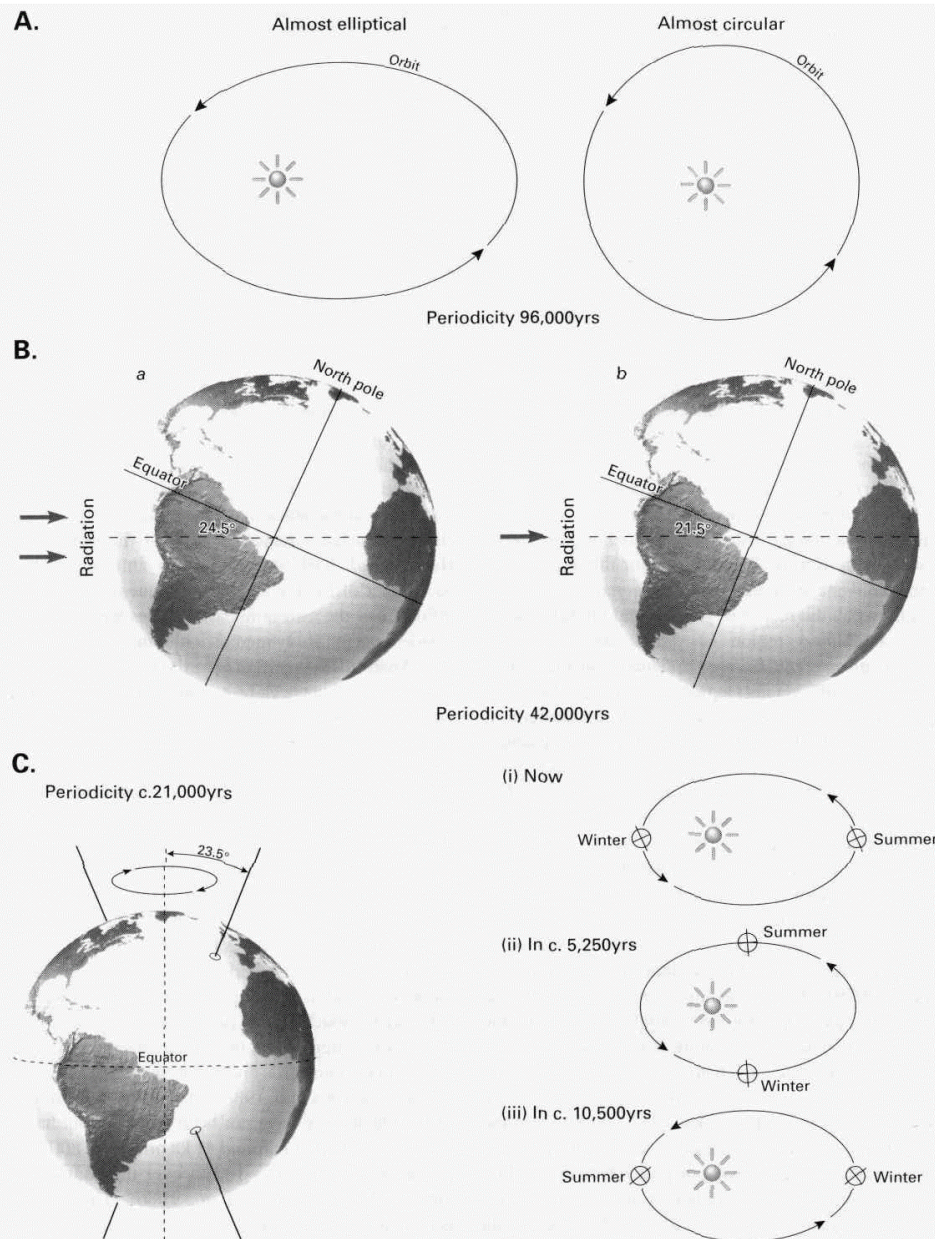 A.
Almost elliptical
Almost circular
Orbit
Orbit
Periodicity 96,000yrs
B.
a
b
North pole
North pole
Equator
Equator
24.5°
21.5°
Radiation
Radiation
Periodicity 42,000yrs
C.
Periodicity c.21,000yrs
23.5°
Equator
(i) Now
Winter
Summer
(ii) In c. 5,250yrs
Summer
Winter
(iii) In c. 10,500yrs
Summer
Winter